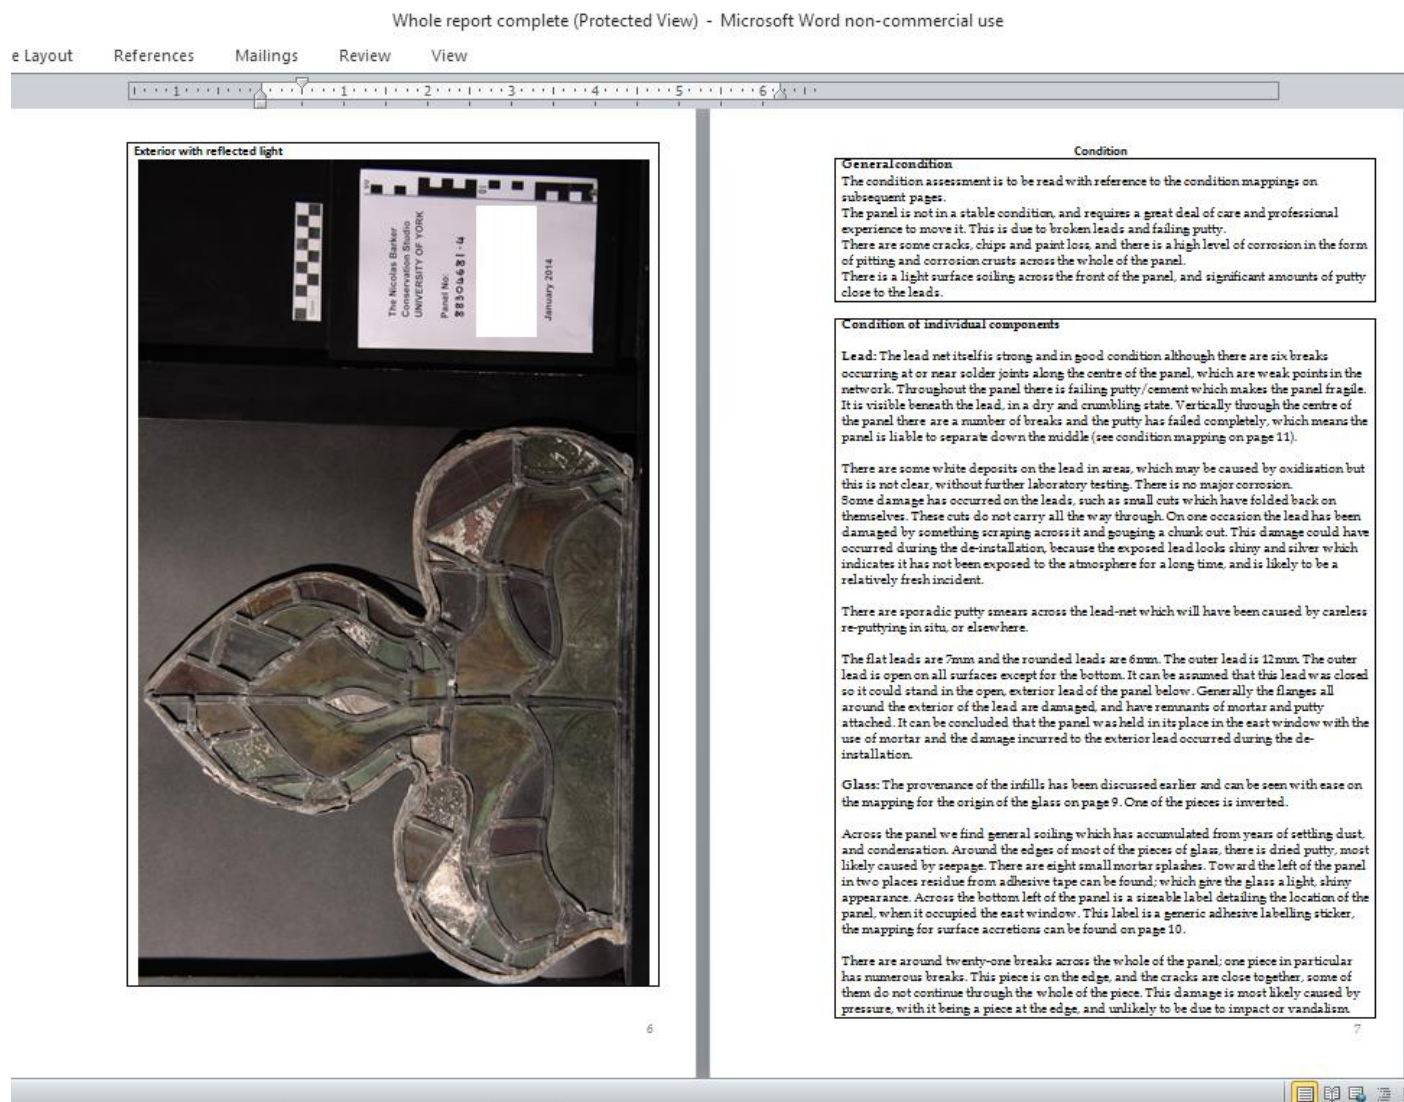 Whole report complete (Protected View) - Microsoft Word non-commercial use
e Layout References Mailings Review View
1 1 2 3 4 5 6
Exterior with reflected light
The Nicolas Barker
Conservation Studio
UNIVERSITY OF YORK
Panel No:
January 2014
6
Condition
General condition
The condition assessment is to be read with reference to the condition mappings on
subsequent pages.
The panel is not in a stable condition, and requires a great deal of care and professional
experience to move it. This is due to broken leads and failing putty.
There are some cracks, chips and paint loss, and there is a high level of corrosion in the form
of pitting and corrosion crusts across the whole of the panel.
There is a light surface soiling across the front of the panel, and significant amounts of putty
close to the leads.
Condition of individual components
Lead: The lead net itself is strong and in good condition although there are six breaks
occurring at or near solder joints along the centre of the panel, which are weak points in the
network. Throughout the panel there is failing putty/cement which makes the panel fragile.
It is visible beneath the lead, in a dry and crumbling state. Vertically through the centre of
the panel there are a number of breaks and the putty has failed completely, which means the
panel is liable to separate down the middle (see condition mapping on page 11).
There are some white deposits on the lead in areas, which may be caused by oxidisation but
this is not clear, without further laboratory testing. There is no major corrosion.
Some damage has occurred on the leads, such as small cuts which have folded back on
themselves. These cuts do not carry all the way through. On one occasion the lead has been
damaged by something scraping across it and gouging a chunk out. This damage could have
occurred during the de-installation, because the exposed lead looks shiny and silver which
indicates it has not been exposed to the atmosphere for a long time, and is likely to be a
relatively fresh incident.
There are sporadic putty smears across the lead-net which will have been caused by careless
re-puttying in situ, or elsewhere.
The flat leads are 7mm and the rounded leads are 6mm. The outer lead is 12mm. The outer
lead is open on all surfaces except for the bottom. It can be assumed that this lead was closed
so it could stand in the open, exterior lead of the panel below. Generally the flanges all
around the exterior of the lead are damaged, and have remnants of mortar and putty
attached. It can be concluded that the panel was held in its place in the east window with the
use of mortar and the damage incurred to the exterior lead occurred during the de-
installation.
Glass: The provenance of the infills has been discussed earlier and can be seen with ease on
the mapping for the origin of the glass on page 9. One of the pieces is inverted.
Across the panel we find general soiling which has accumulated from years of settling dust,
and condensation. Around the edges of most of the pieces of glass, there is dried putty, most
likely caused by seepage. There are eight small mortar splashes. Toward the left of the panel
in two places residue from adhesive tape can be found; which give the glass a light, shiny
appearance. Across the bottom left of the panel is a sizeable label detailing the location of the
panel, when it occupied the east window. This label is a generic adhesive labelling sticker,
the mapping for surface accretions can be found on page 10.
There are around twenty-one breaks across the whole of the panel; one piece in particular
has numerous breaks. This piece is on the edge, and the cracks are close together, some of
them do not continue through the whole of the piece. This damage is most likely caused by
pressure, with it being a piece at the edge, and unlikely to be due to impact or vandalism.
7